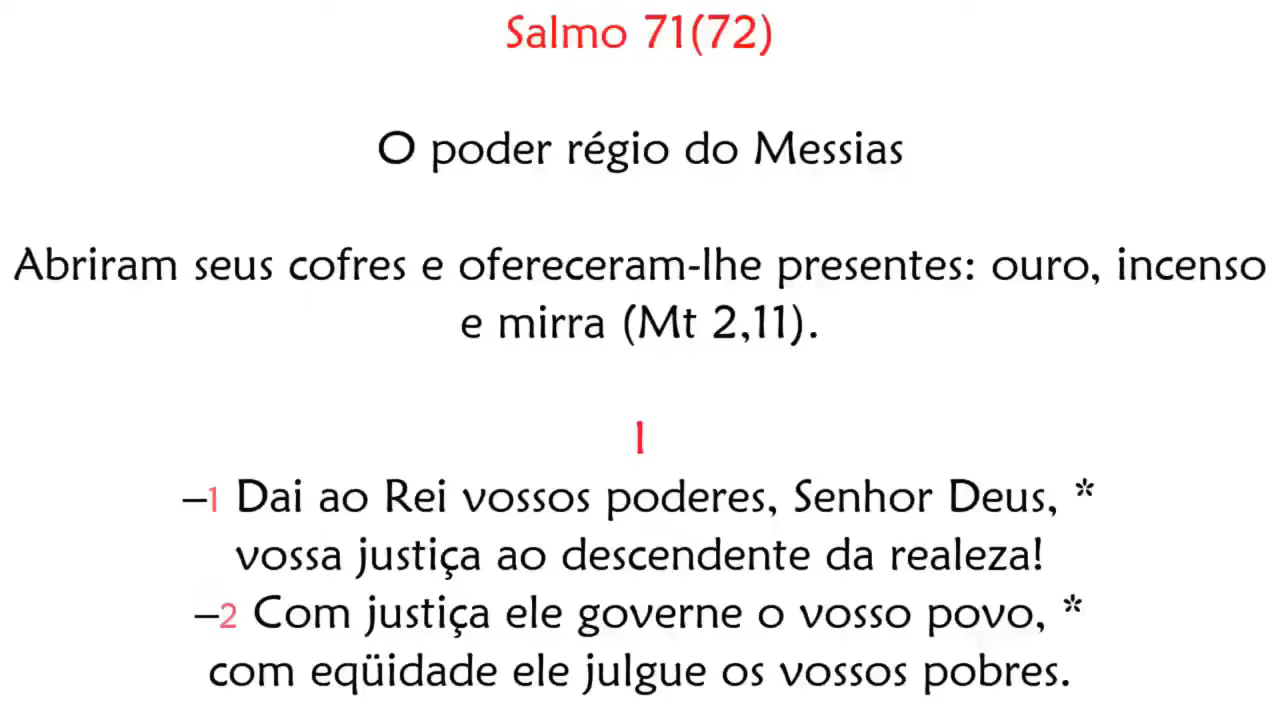 Salmo 71(72)
O poder régio do Messias
Abriram seus cofres e ofereceram-lhe presentes: ouro, incenso
e mirra (Mt 2,11).
I
–1 Dai ao Rei vossos poderes, Senhor Deus, *
vossa justiça ao descendente da realeza!
–2 Com justiça ele governe o vosso povo, *
com eqüidade ele julgue os vossos pobres.